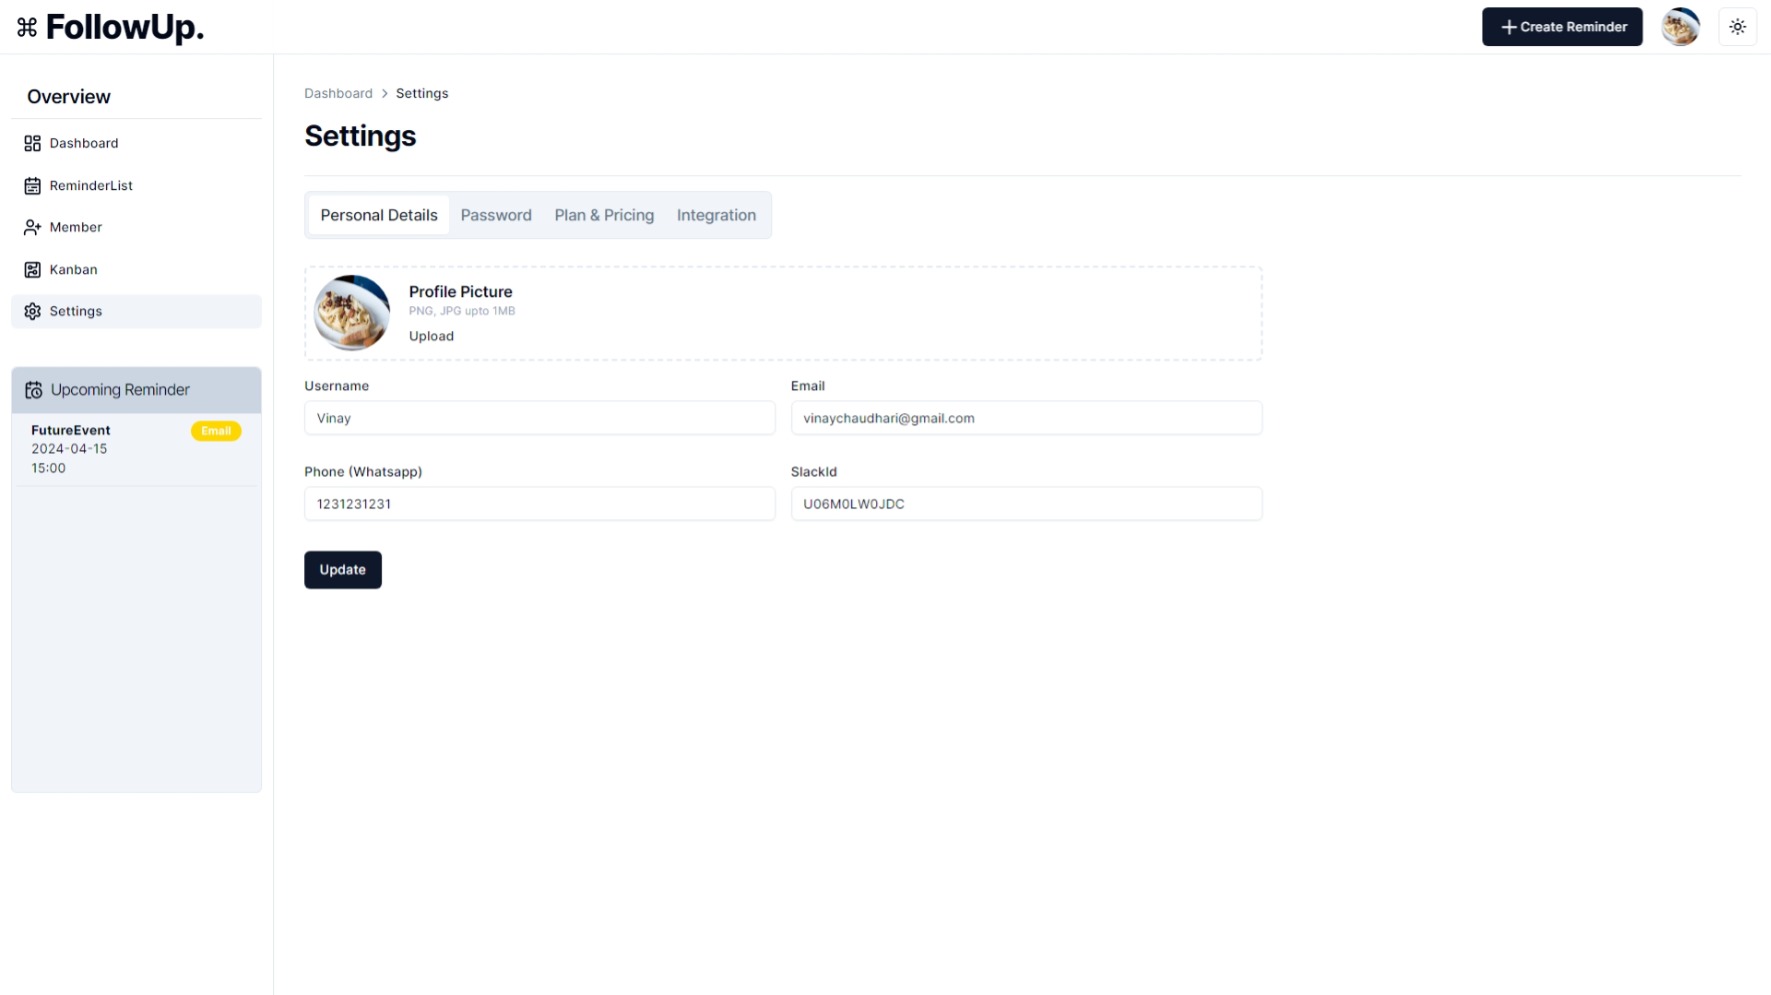 ⌘ FollowUp.
Create Reminder
Overview
Dashboard
ReminderList
Member
Kanban
Settings
Upcoming Reminder
FutureEvent
Email
2024-04-15
15:00
Dashboard > Settings
Settings
Personal Details Password Plan & Pricing Integration
Profile Picture
PNG, JPG upto 1MB
Upload
Username
Vinay
Email
vinaychaudhari@gmail.com
Phone (Whatsapp)
1231231231
SlackId
U06M0LW0JDC
Update